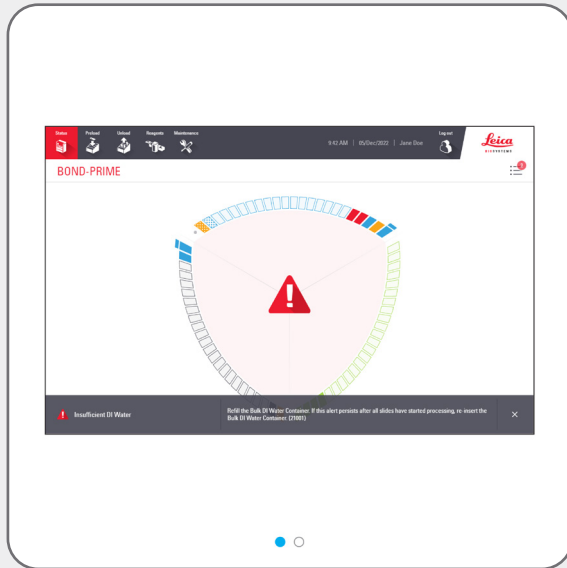 Status Preload Unload Reagents Maintenance
9:42 AM | 05/Dec/2022 | Jane Doe
Log out
Leica
BIOSYSTEMS
BOND-PRIME
Insufficient DI Water
Refill the Bulk DI Water Container. If this alert persists after all slides have started processing, re-insert the
Bulk DI Water Container. (21001)